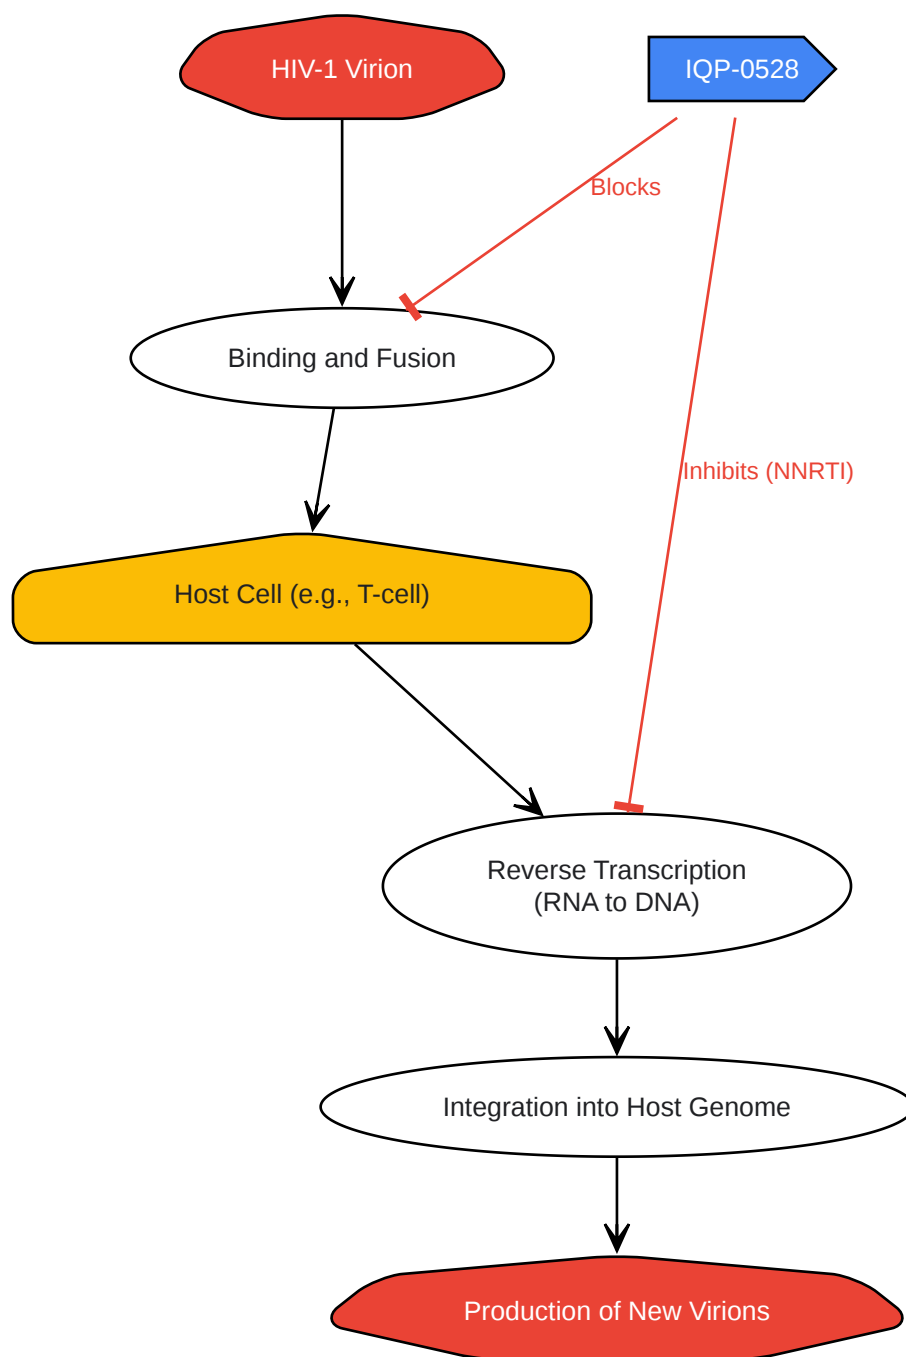 HIV-1 Virion
IQP-0528
Blocks
Binding and Fusion
Inhibits (NNRTI)
Host Cell (e.g., T-cell)
Reverse Transcription
(RNA to DNA)
Integration into Host Genome
Production of New Virions